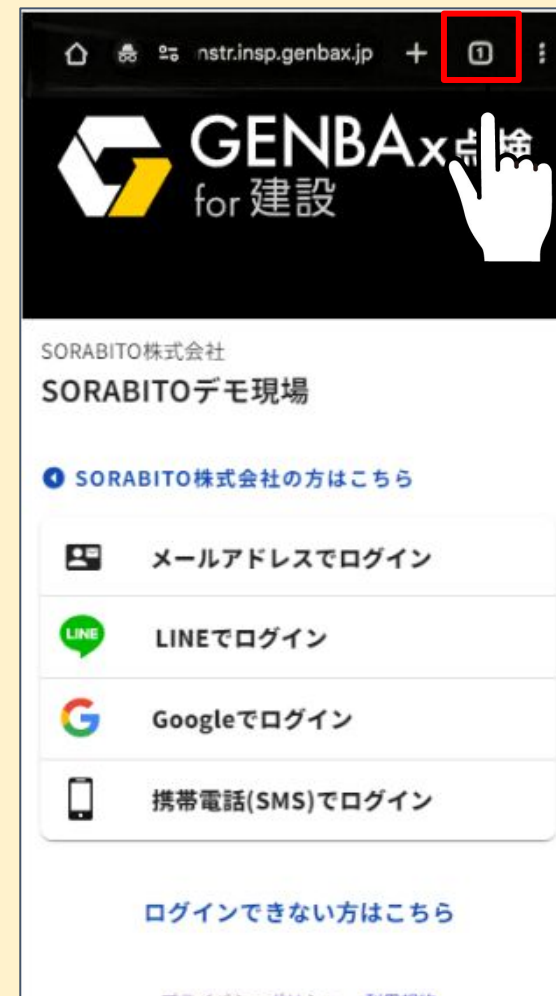 nstr.insp.genbax.jp
1
GENBAx点検
for 建設
SORABITO株式会社
SORABITOデモ現場
SORABITO株式会社の方はこちら
メールアドレスでログイン
LINE
LINEでログイン
Googleでログイン
携帯電話(SMS)でログイン
ログインできない方はこちら